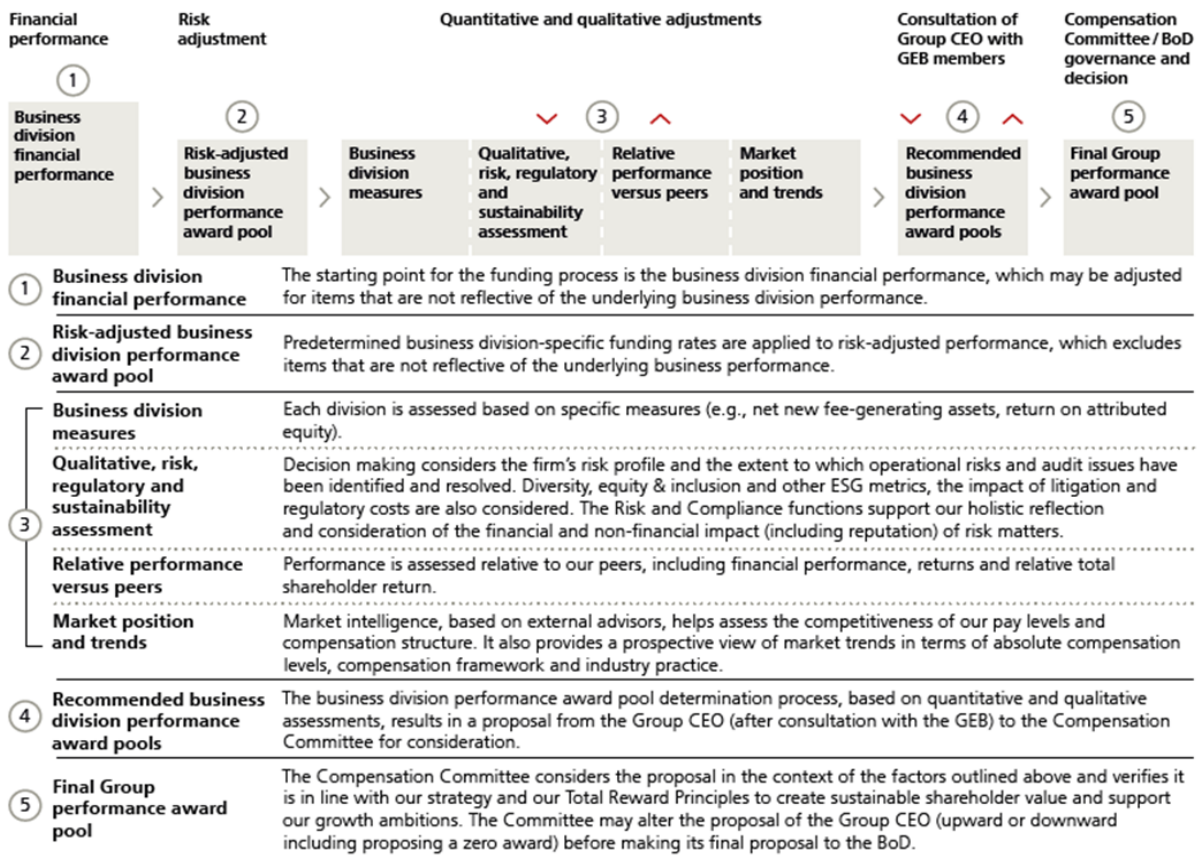 Financial
performance
Risk
adjustment
Quantitative and qualitative adjustments
Consultation of
Group CEO with
GEB members
Compensation
Committee / BoD
governance and
decision
1
Business
division
financial
performance
2
Risk-adjusted
business
division
performance
award pool
3
Business
division
measures
Qualitative,
risk, regulatory
and
sustainability
assessment
Relative
performance
versus peers
Market
position
and trends
4
Recommended
business
division
performance
award pools
5
Final Group
performance
award pool
1
Business division
financial performance
The starting point for the funding process is the business division financial performance, which may be adjusted
for items that are not reflective of the underlying business division performance.
2
Risk-adjusted business
division performance
award pool
Predetermined business division-specific funding rates are applied to risk-adjusted performance, which excludes
items that are not reflective of the underlying business performance.
3
Business division
measures
Each division is assessed based on specific measures (e.g., net new fee-generating assets, return on attributed
equity).
Qualitative, risk,
regulatory and
sustainability
assessment
Decision making considers the firm's risk profile and the extent to which operational risks and audit issues have
been identified and resolved. Diversity, equity & inclusion and other ESG metrics, the impact of litigation and
regulatory costs are also considered. The Risk and Compliance functions support our holistic reflection
and consideration of the financial and non-financial impact (including reputation) of risk matters.
Relative performance
versus peers
Performance is assessed relative to our peers, including financial performance, returns and relative total
shareholder return.
Market position
and trends
Market intelligence, based on external advisors, helps assess the competitiveness of our pay levels and
compensation structure. It also provides a prospective view of market trends in terms of absolute compensation
levels, compensation framework and industry practice.
4
Recommended business
division performance
award pools
The business division performance award pool determination process, based on quantitative and qualitative
assessments, results in a proposal from the Group CEO (after consultation with the GEB) to the Compensation
Committee for consideration.
5
Final Group
performance award
pool
The Compensation Committee considers the proposal in the context of the factors outlined above and verifies it
is in line with our strategy and our Total Reward Principles to create sustainable shareholder value and support
our growth ambitions. The Committee may alter the proposal of the Group CEO (upward or downward
including proposing a zero award) before making its final proposal to the BoD.